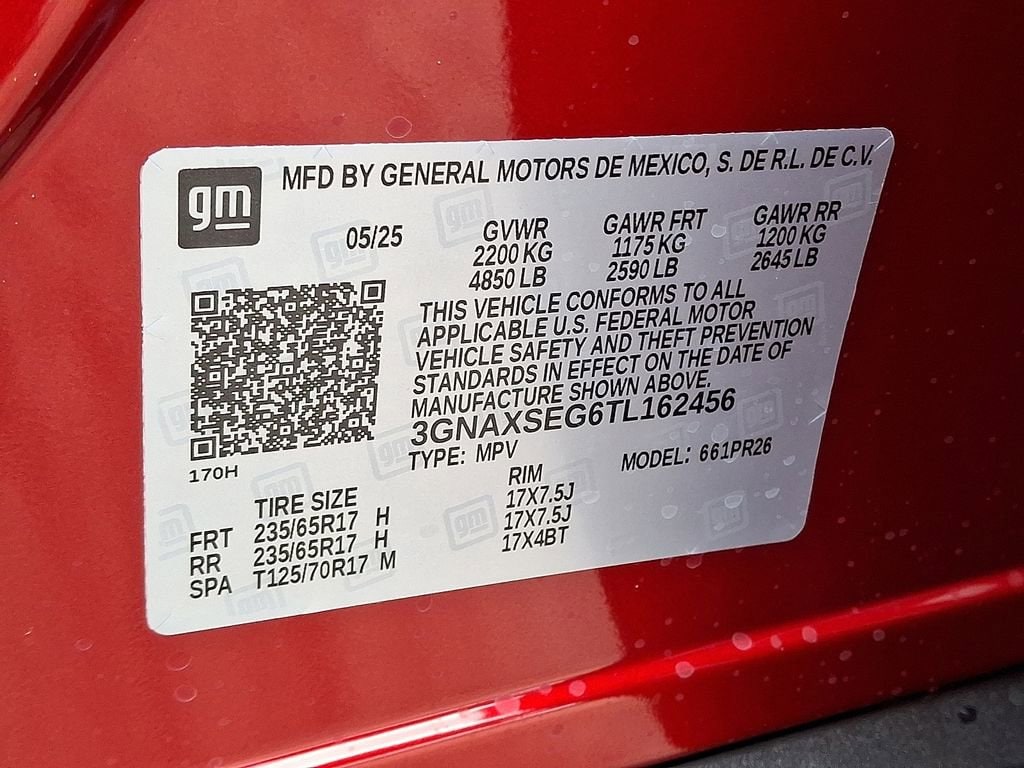 gm
MFD BY GENERAL MOTORS DE MEXICO, S. DE R.L. DE C.V.
05/25
GVWR GAWR FRT GAWR RR
2200 KG 1175 KG 1200 KG
4850 LB 2590 LB 2645 LB
THIS VEHICLE CONFORMS TO ALL
APPLICABLE U.S. FEDERAL MOTOR
VEHICLE SAFETY AND THEFT PREVENTION
STANDARDS IN EFFECT ON THE DATE OF
MANUFACTURE SHOWN ABOVE.
3GNAXSEG6TL162456
TYPE: MPV MODEL: 661PR26
170H
TIRE SIZE RIM
FRT 235/65R17 H 17X7.5J
RR 235/65R17 H 17X7.5J
SPA T125/70R17 M 17X4BT